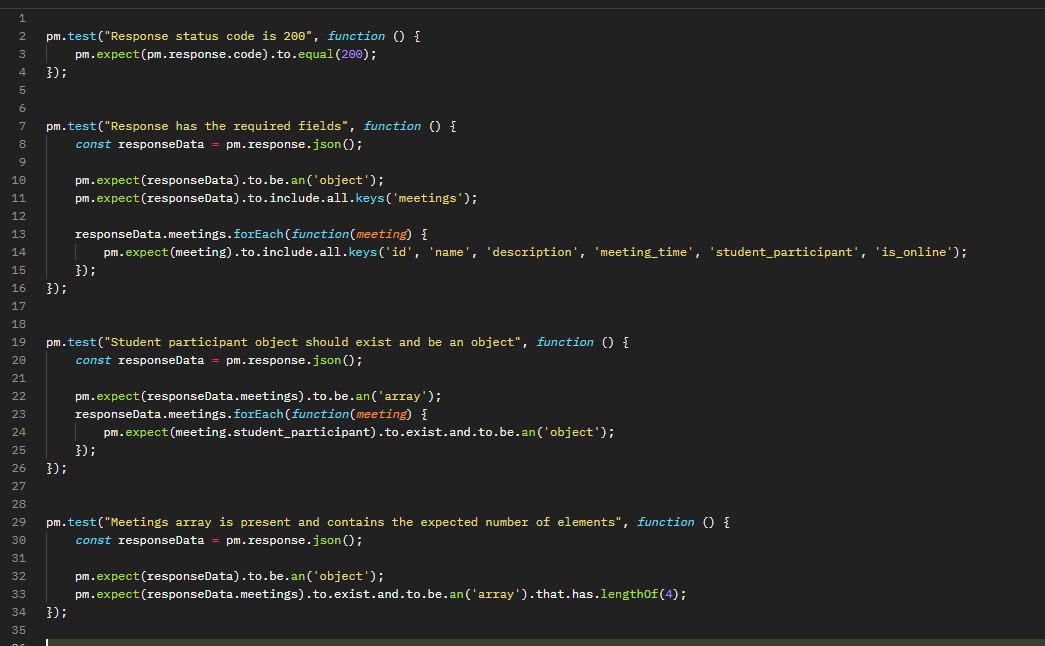 1
2 pm.test("Response status code is 200", function () {
3     pm.expect(pm.response.code).to.equal(200);
4 });
5
6
7 pm.test("Response has the required fields", function () {
8     const responseData = pm.response.json();
9
10     pm.expect(responseData).to.be.an('object');
11     pm.expect(responseData).to.include.all.keys('meetings');
12
13     responseData.meetings.forEach(function(meeting) {
14         pm.expect(meeting).to.include.all.keys('id', 'name', 'description', 'meeting_time', 'student_participant', 'is_online');
15     });
16 });
17
18
19 pm.test("Student participant object should exist and be an object", function () {
20     const responseData = pm.response.json();
21
22     pm.expect(responseData.meetings).to.be.an('array');
23     responseData.meetings.forEach(function(meeting) {
24         pm.expect(meeting.student_participant).to.exist.and.to.be.an('object');
25     });
26 });
27
28
29 pm.test("Meetings array is present and contains the expected number of elements", function () {
30     const responseData = pm.response.json();
31
32     pm.expect(responseData).to.be.an('object');
33     pm.expect(responseData.meetings).to.exist.and.to.be.an('array').that.has.lengthOf(4);
34 });
35